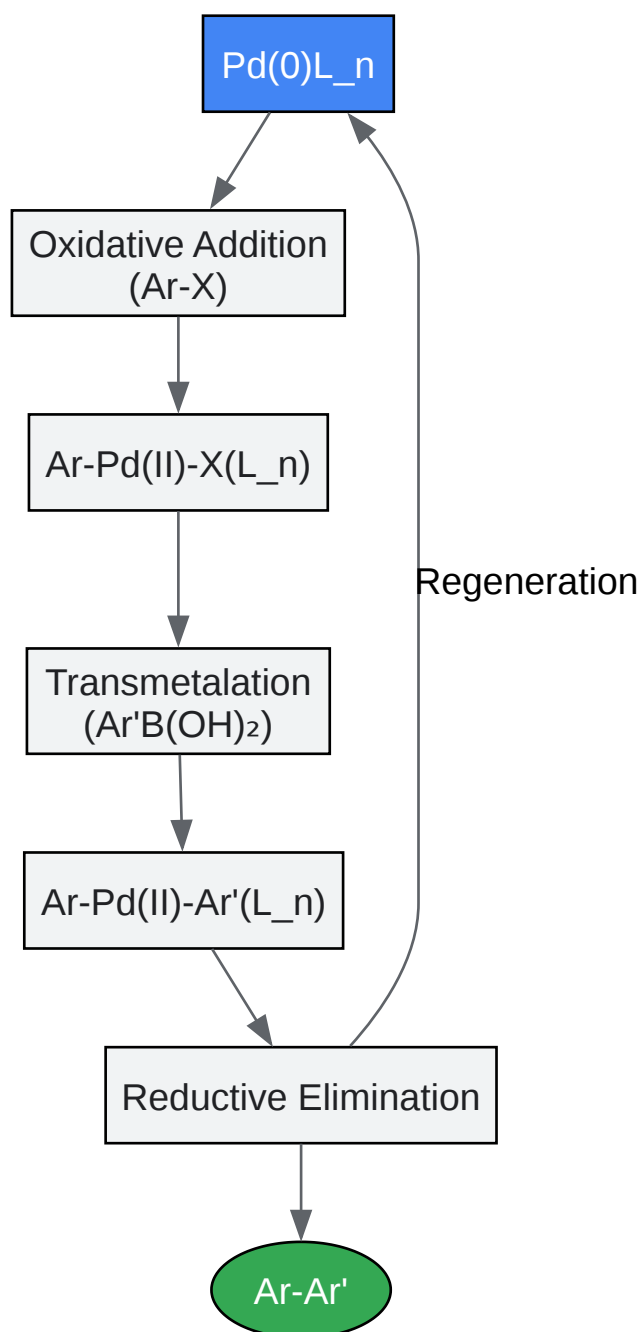 Pd(0)L_n
Oxidative Addition
(Ar-X)
Ar-Pd(II)-X(L_n)
Regeneration
Transmetalation
(Ar'B(OH)₂)
Ar-Pd(II)-Ar'(L_n)
Reductive Elimination
Ar-Ar'